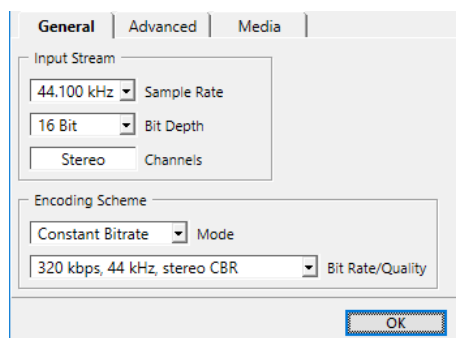 General Advanced Media
Input Stream
44.100 kHz Sample Rate
16 Bit Bit Depth
Stereo Channels
Encoding Scheme
Constant Bitrate Mode
320 kbps, 44 kHz, stereo CBR Bit Rate/Quality
OK